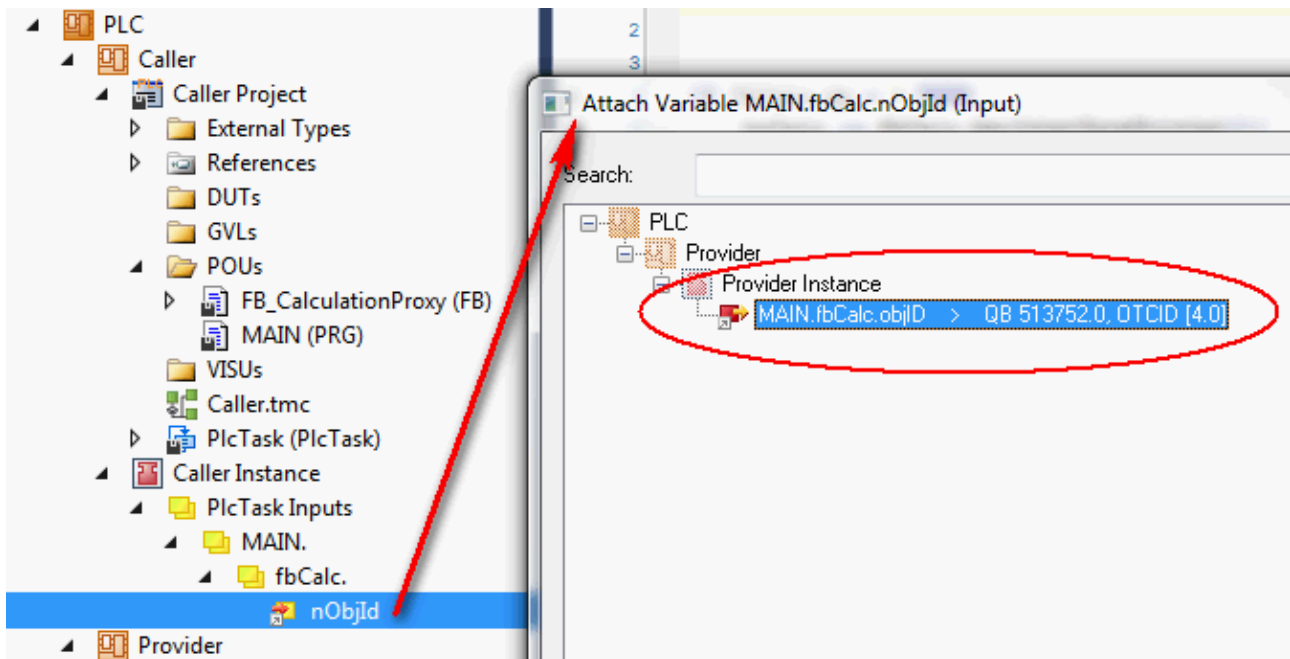 PLC
Caller
Caller Project
External Types
References
DUTs
GVLs
POUs
FB_CalculationProxy (FB)
MAIN (PRG)
VISUs
Caller.tmc
PlcTask (PlcTask)
Caller Instance
PlcTask Inputs
MAIN.
fbCalc.
nObjId
Provider
2
3
Attach Variable MAIN.fbCalc.nObjId (Input)
Search:
PLC
Provider
Provider Instance
MAIN.fbCalc.objID > QB 513752.0, OTCID [4.0]